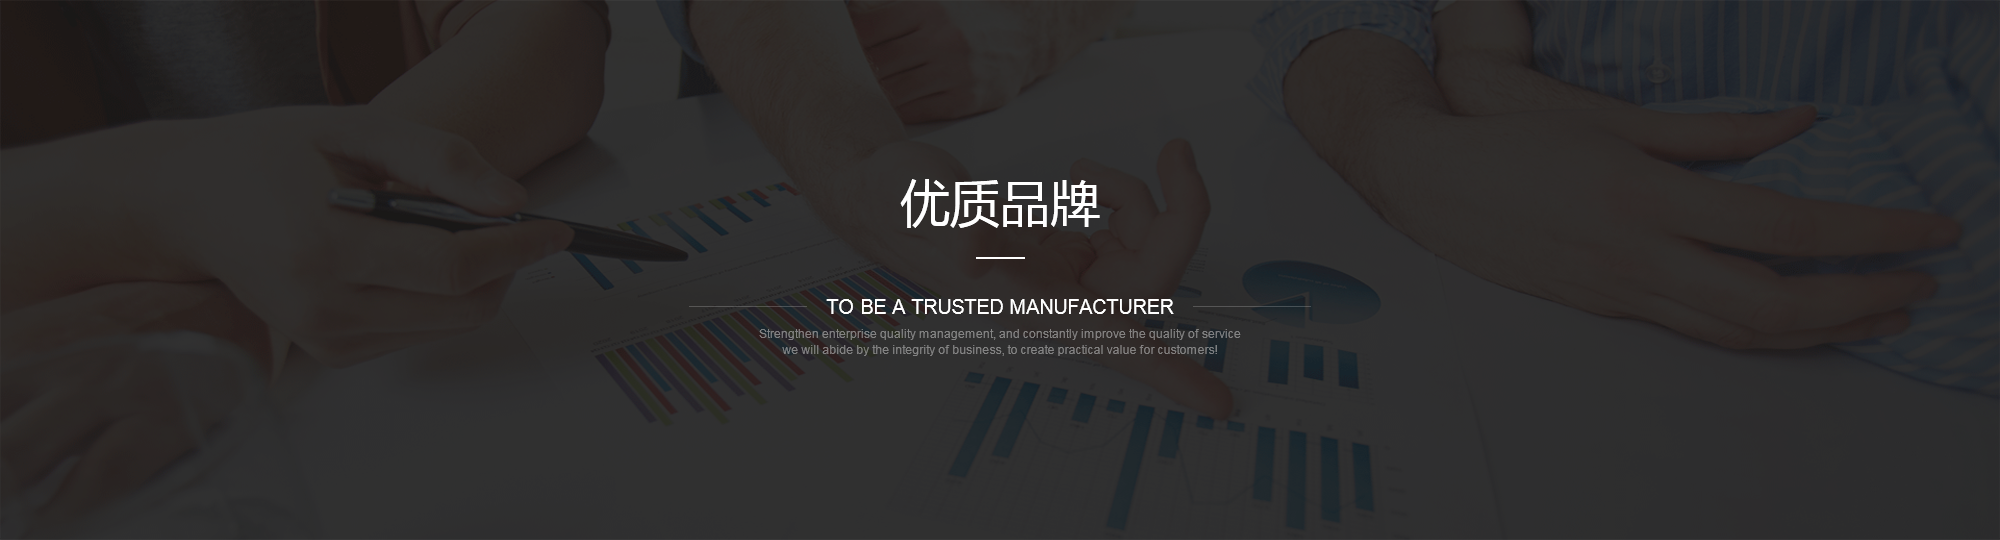 优质品牌
TO BE A TRUSTED MANUFACTURER
Strengthen enterprise quality management, and constantly improve the quality of service
we will abide by the integrity of business, to create practical value for customers!